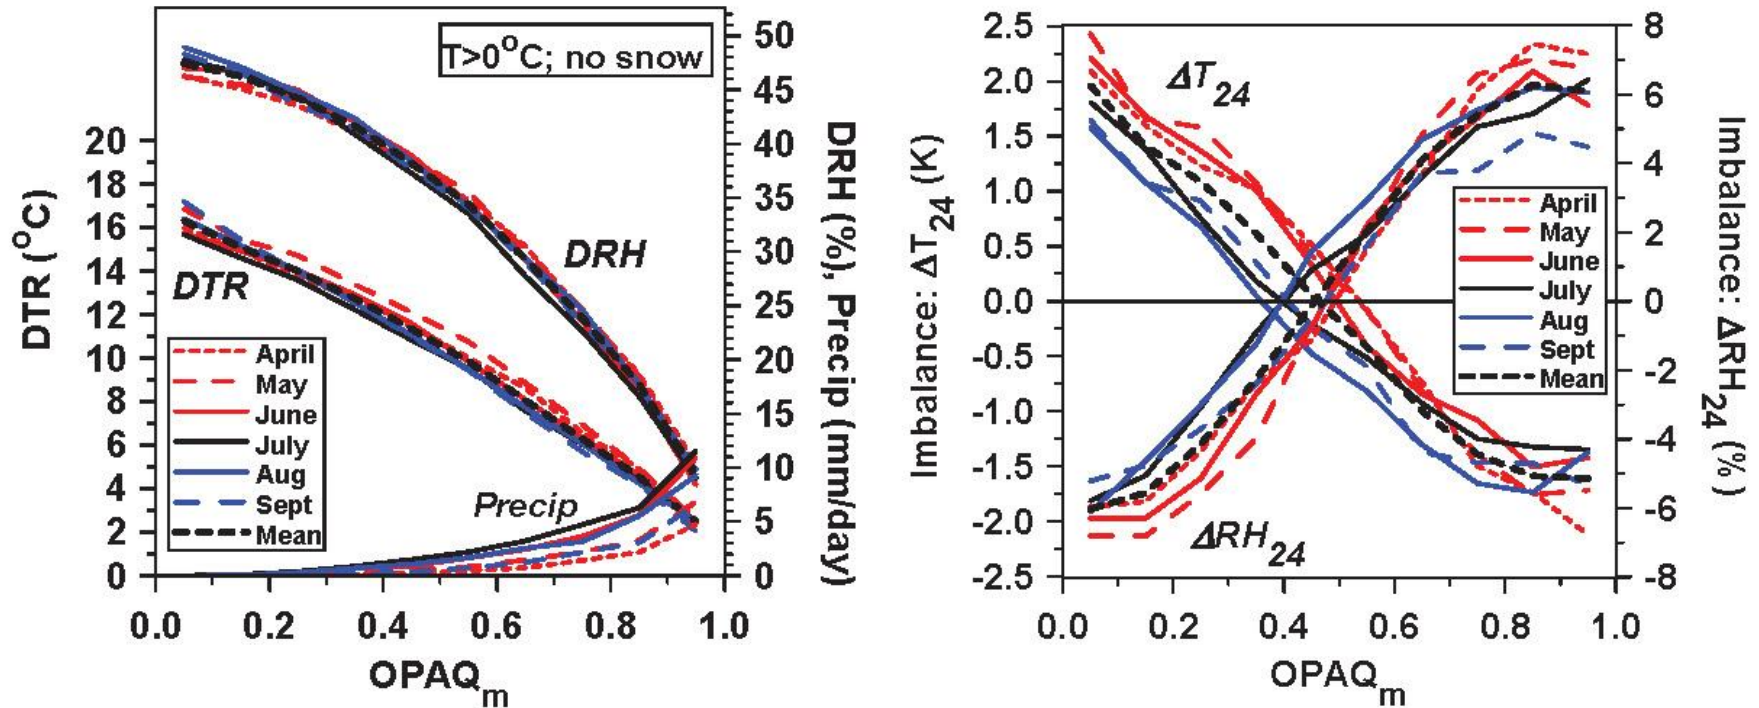 T>0°C; no snow
DTR (°C)
20
18
16
14
12
10
8
6
4
2
0
DRH
DTR
Precip
April
May
June
July
Aug
Sept
Mean
50
45
40
35
30
25
20
15
10
5
0
DRH (%), Precip (mm/day)
0.0 0.2 0.4 0.6 0.8 1.0
OPAQm
Imbalance: ΔT24 (K)
2.5
2.0
1.5
1.0
0.5
0.0
-0.5
-1.0
-1.5
-2.0
-2.5
ΔT24
ΔRH24
April
May
June
July
Aug
Sept
Mean
8
6
4
2
0
-2
-4
-6
-8
Imbalance: ΔRH24 (%)
0.0 0.2 0.4 0.6 0.8 1.0
OPAQm